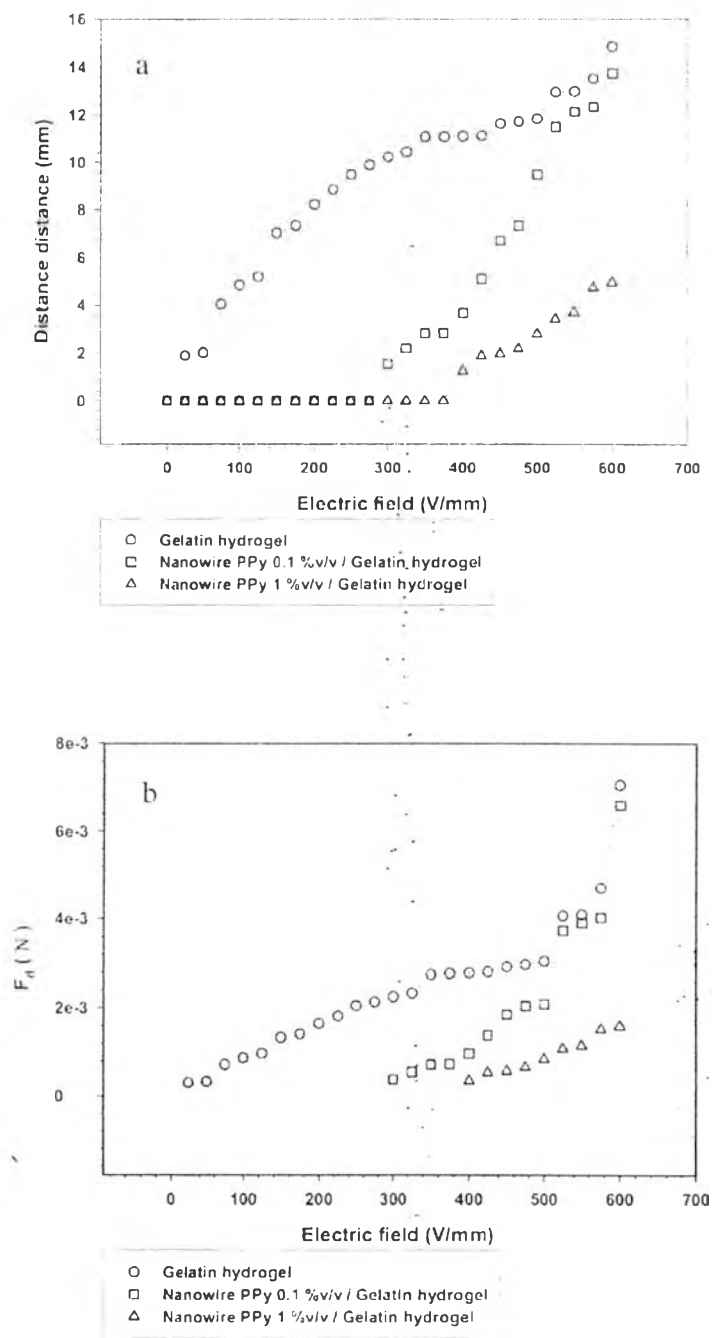 a
16
14
12
10
8
6
4
2
0
Distance distance (mm)
0 100 200 300 400 500 600 700
Electric field (V/mm)
Gelatin hydrogel
Nanowire PPy 0.1 %v/v / Gelatin hydrogel
Nanowire PPy 1 %v/v / Gelatin hydrogel
b
8e-3
6e-3
4e-3
2e-3
0
F_d (N)
0 100 200 300 400 500 600 700
Electric field (V/mm)
Gelatin hydrogel
Nanowire PPy 0.1 %v/v / Gelatin hydrogel
Nanowire PPy 1 %v/v / Gelatin hydrogel